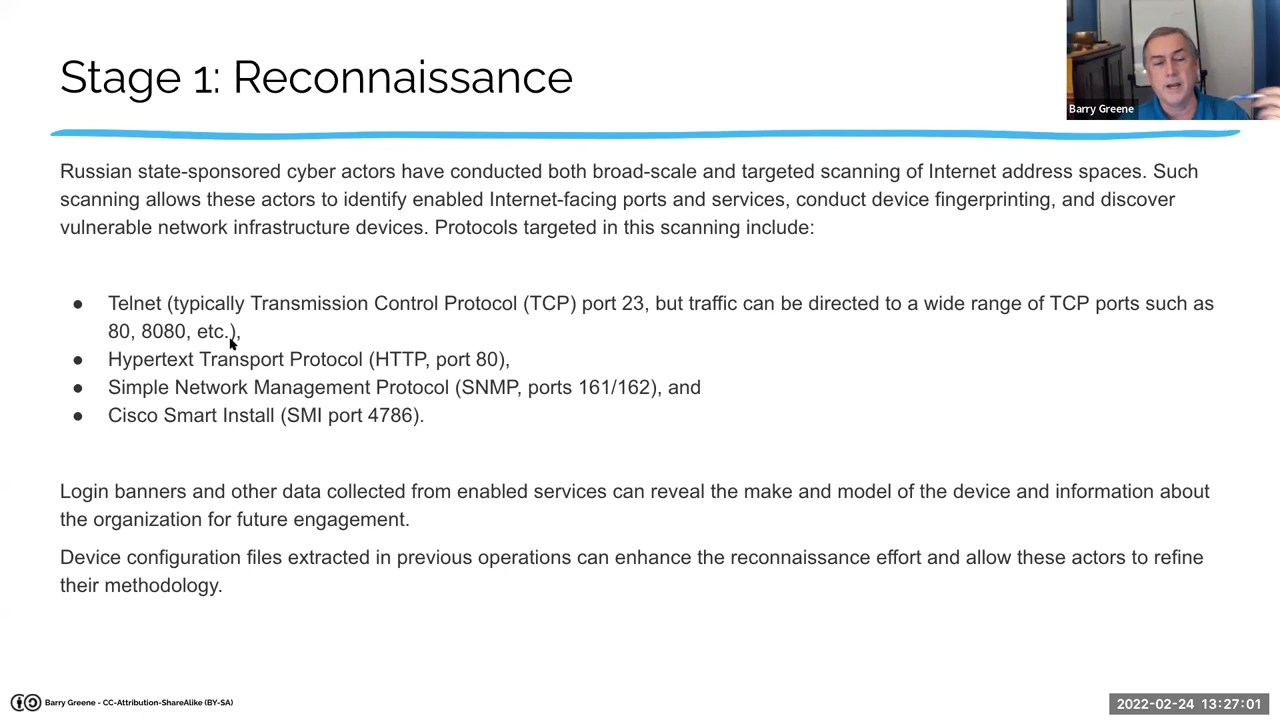 Stage 1: Reconnaissance
Barry Greene
Russian state-sponsored cyber actors have conducted both broad-scale and targeted scanning of Internet address spaces. Such
scanning allows these actors to identify enabled Internet-facing ports and services, conduct device fingerprinting, and discover
vulnerable network infrastructure devices. Protocols targeted in this scanning include:
● Telnet (typically Transmission Control Protocol (TCP) port 23, but traffic can be directed to a wide range of TCP ports such as
80, 8080, etc.),
● Hypertext Transport Protocol (HTTP, port 80),
● Simple Network Management Protocol (SNMP, ports 161/162), and
● Cisco Smart Install (SMI port 4786).
Login banners and other data collected from enabled services can reveal the make and model of the device and information about
the organization for future engagement.
Device configuration files extracted in previous operations can enhance the reconnaissance effort and allow these actors to refine
their methodology.
Barry Greene - CC-Attribution-ShareAlike (BY-SA)
2022-02-24 13:27:01